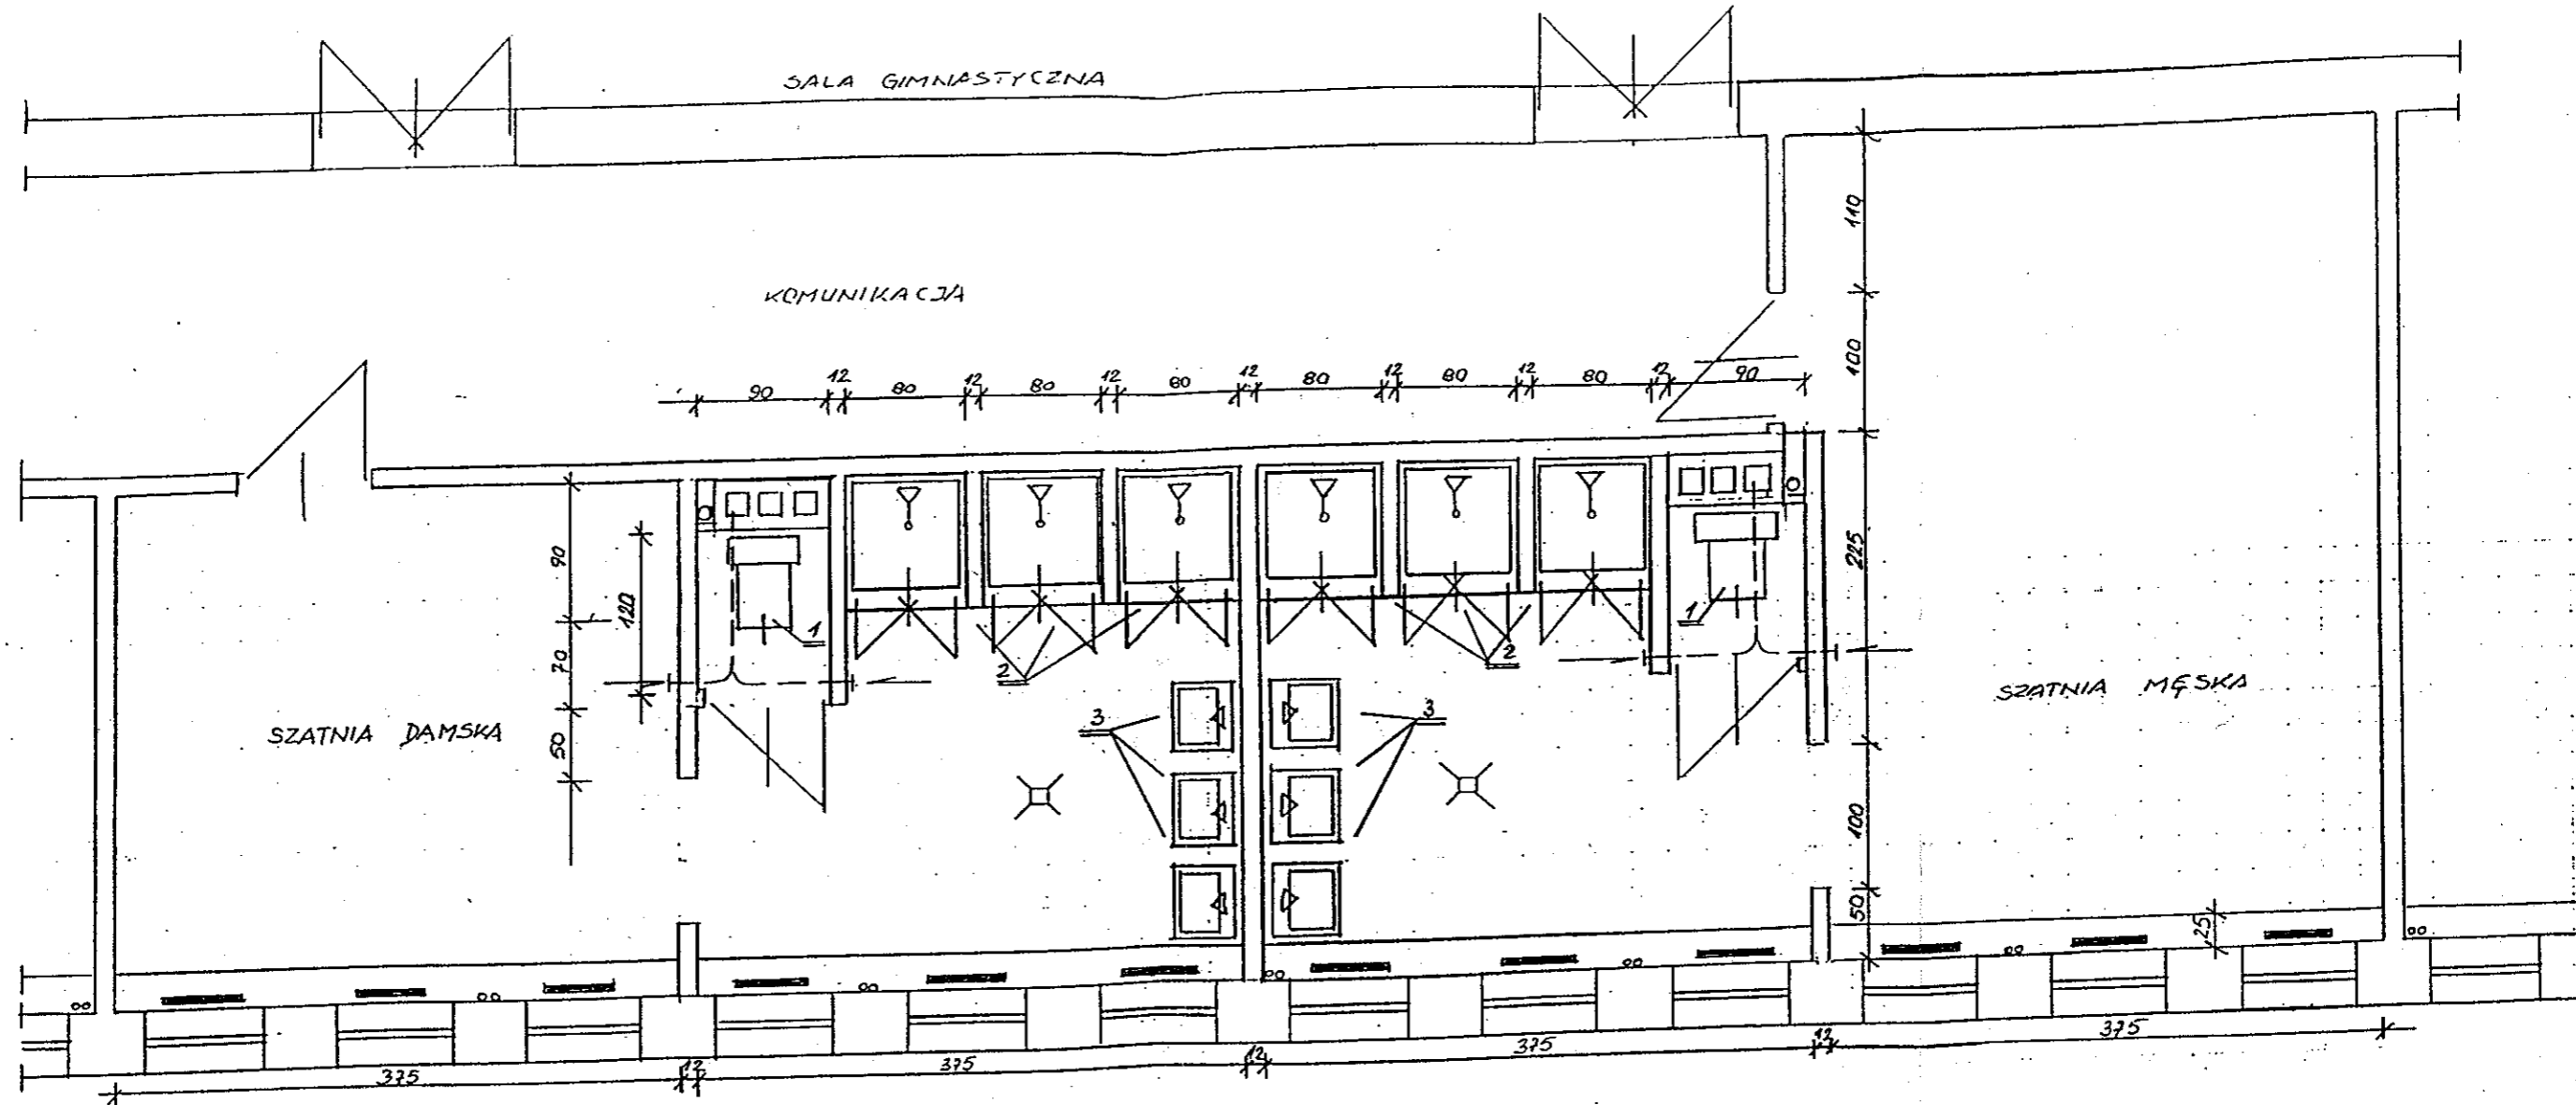 SALA GIMNASTYCZNA
KOMUNIKACJA
110
100
90 12 80 12 80 12 80 12 80 12 80 12 80 12 90
90
120
70
50
225
1
1
2
2
3
3
SZATNIA DAMSKA
SZATNIA MĘSKA
100
50
25
375 12 375 12 375 12 375